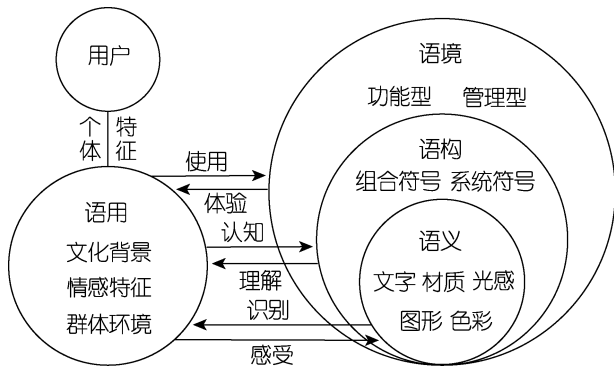 用户
个体
特征
语用
文化背景
情感特征
群体环境
使用
体验
认知
理解
识别
感受
语境
功能型 管理型
语构
组合符号 系统符号
语义
文字 材质 光感
图形 色彩